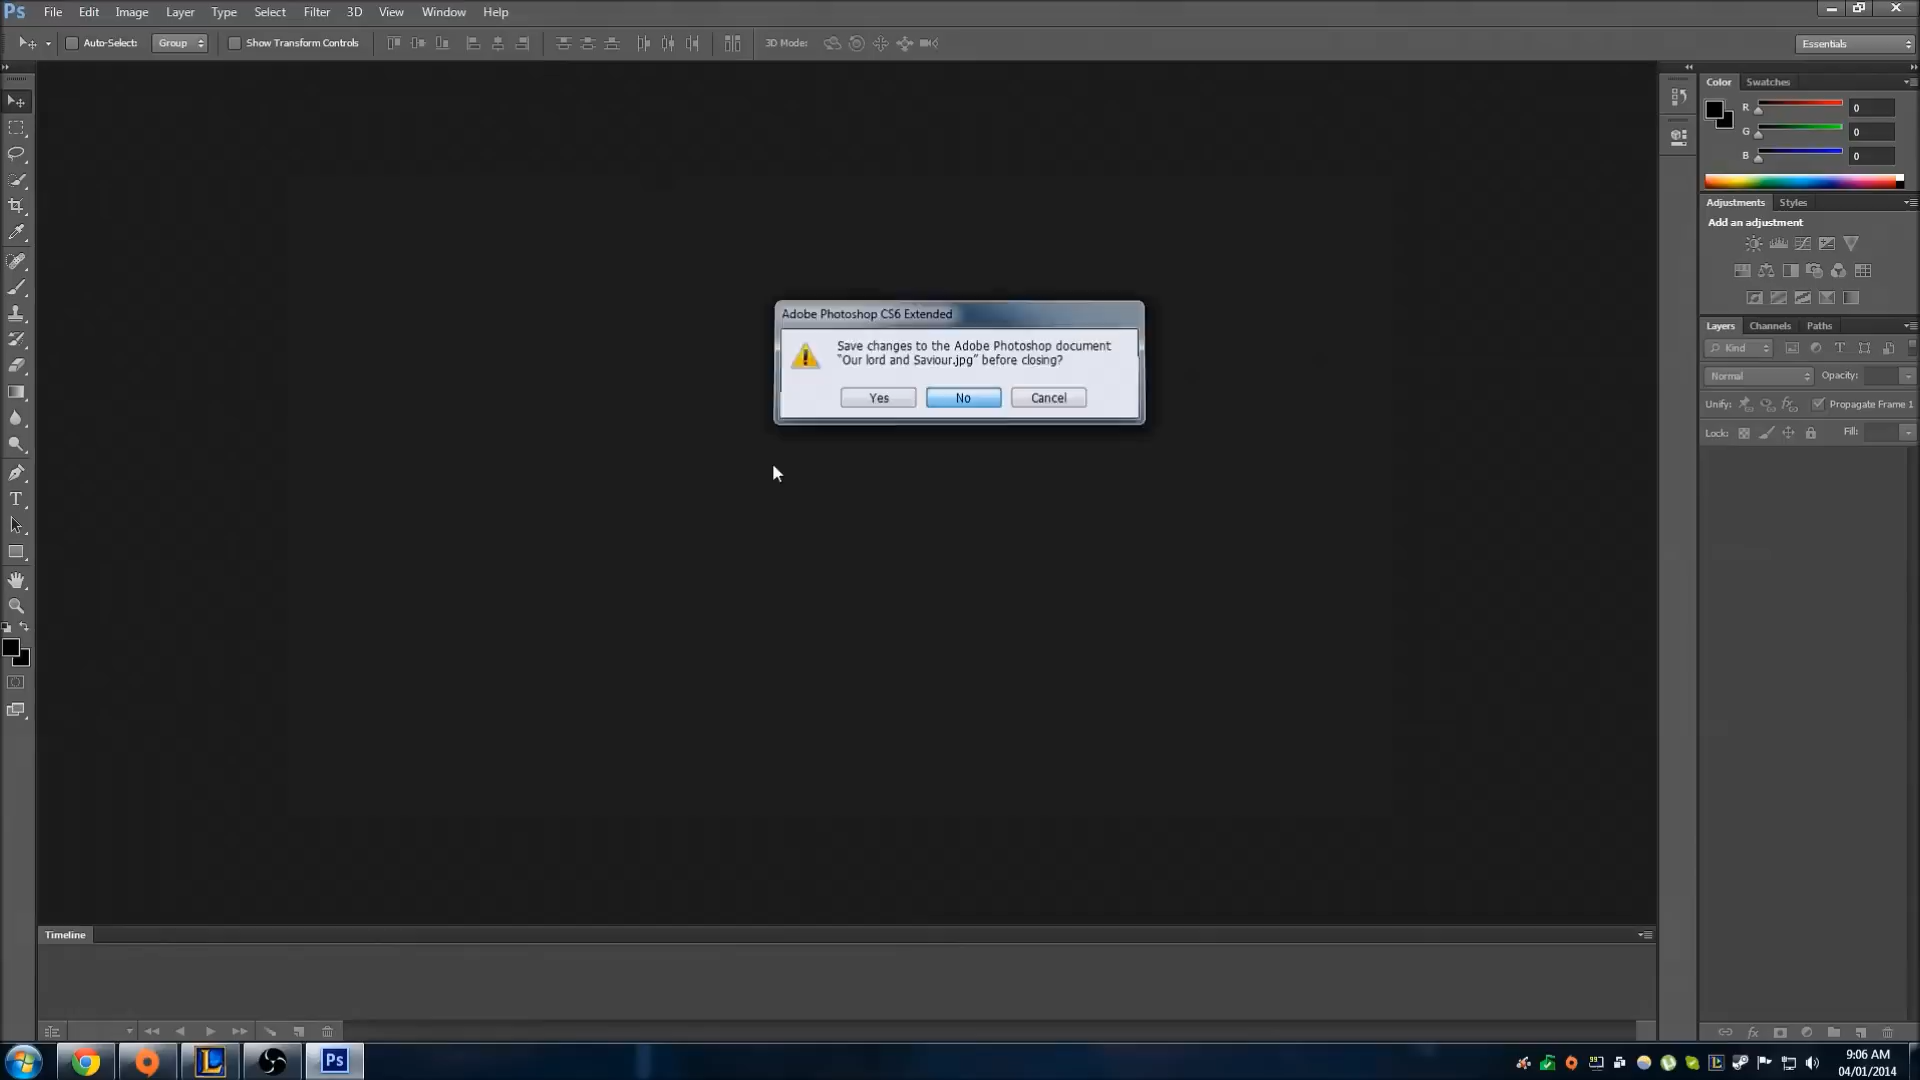 Ps File Edit Image Layer Type Select Filter 3D View Window Help
Auto-Select: Group Show Transform Controls 3D Mode: Essentials
Color Swatches
R 0
G 0
B 0
Adjustments Styles
Add an adjustment
Layers Channels Paths
Kind
Normal Opacity:
Unify: Propagate Frame 1
Lock: Fill:
Adobe Photoshop CS6 Extended
Save changes to the Adobe Photoshop document
"Our lord and Saviour.jpg" before closing?
Yes No Cancel
T
Timeline
fx
L Ps
9:06 AM
04/01/2014